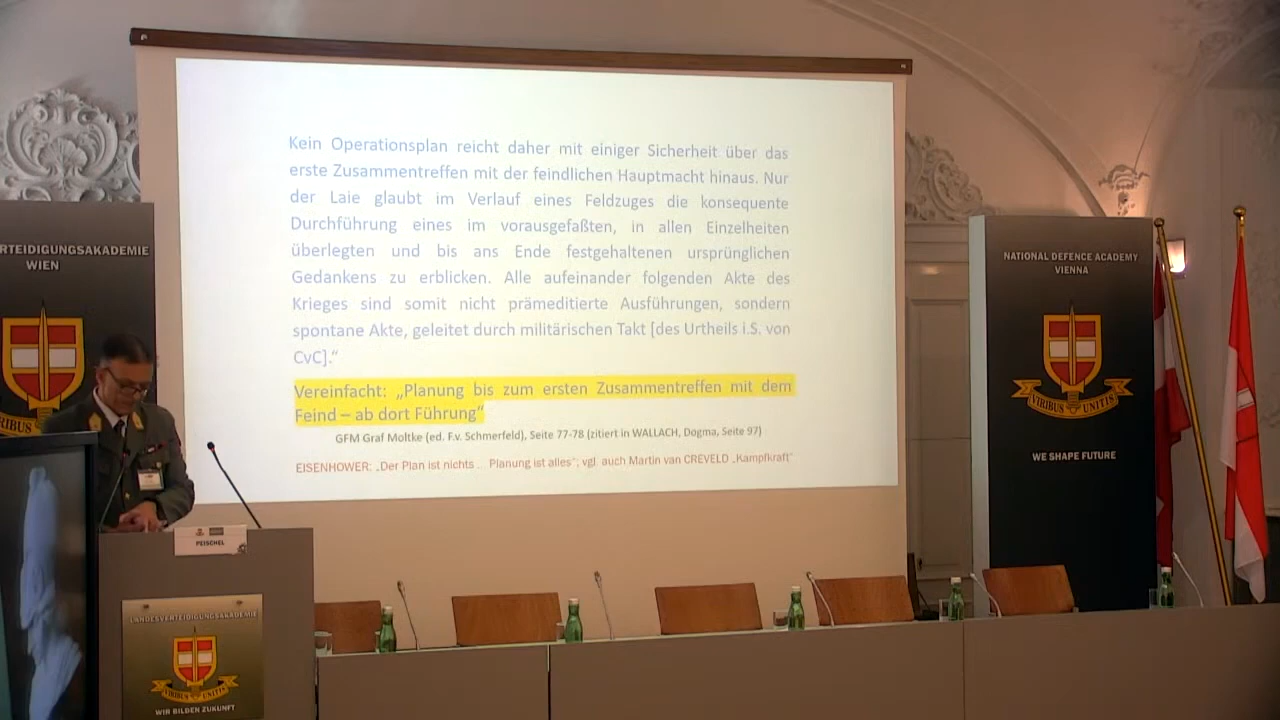 Kein Operationsplan reicht daher mit einiger Sicherheit über das
erste Zusammentreffen mit der feindlichen Hauptmacht hinaus. Nur
der Laie glaubt im Verlauf eines Feldzuges die konsequente
Durchführung eines im vorausgefaßten, in allen Einzelheiten
überlegten und bis ans Ende festgehaltenen ursprünglichen
Gedankens zu erblicken. Alle aufeinander folgenden Akte des
Krieges sind somit nicht prämeditierte Ausführungen, sondern
spontane Akte, geleitet durch militärischen Takt [des Urtheils i.S. von
CvC].“
Vereinfacht: „Planung bis zum ersten Zusammentreffen mit dem
Feind – ab dort Führung“
GFM Graf Moltke (ed. F.v. Schmerfeld), Seite 77-78 (zitiert in WALLACH, Dogma, Seite 97)
EISENHOWER: „Der Plan ist nichts ... Planung ist alles“; vgl. auch Martin van CREVELD „Kampfkraft“
ERTEIDIGUNGSAKADEMIE
WIEN
VIRIBUS UNITIS
NATIONAL DEFENCE ACADEMY
VIENNA
VIRIBUS UNITIS
WE SHAPE FUTURE
PEISCHEL
LANDESVERTEIDIGUNGSAKADEMIE
VIRIBUS UNITIS
WIR BILDEN ZUKUNFT